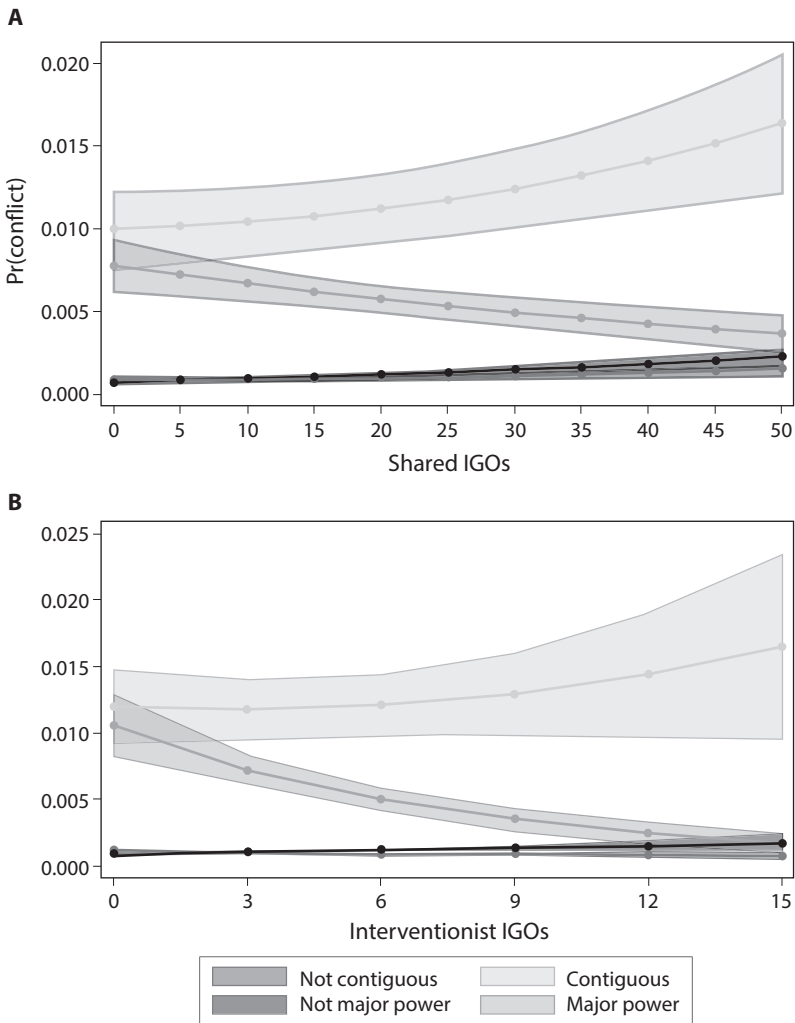 A
0.020
0.015
0.010
0.005
0.000
Pr(conflict)
0 5 10 15 20 25 30 35 40 45 50
Shared IGOs
B
0.025
0.020
0.015
0.010
0.005
0.000
0 3 6 9 12 15
Interventionist IGOs
Not contiguous Contiguous
Not major power Major power